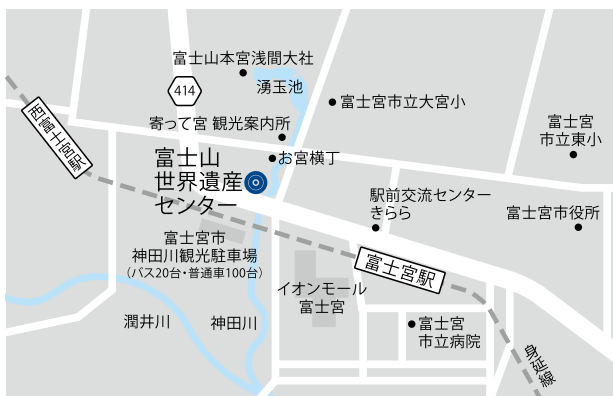 富士山本宮浅間大社
414
湧玉池
富士宮市立大宮小
寄って宮 観光案内所
富士宮
市立東小
西富士宮駅
お宮横丁
富士山
世界遺産
センター
駅前交流センター
きらら
富士宮市役所
富士宮市
神田川観光駐車場
(バス20台・普通車100台)
富士宮駅
イオンモール
富士宮
潤井川
神田川
富士宮
市立病院
身延線